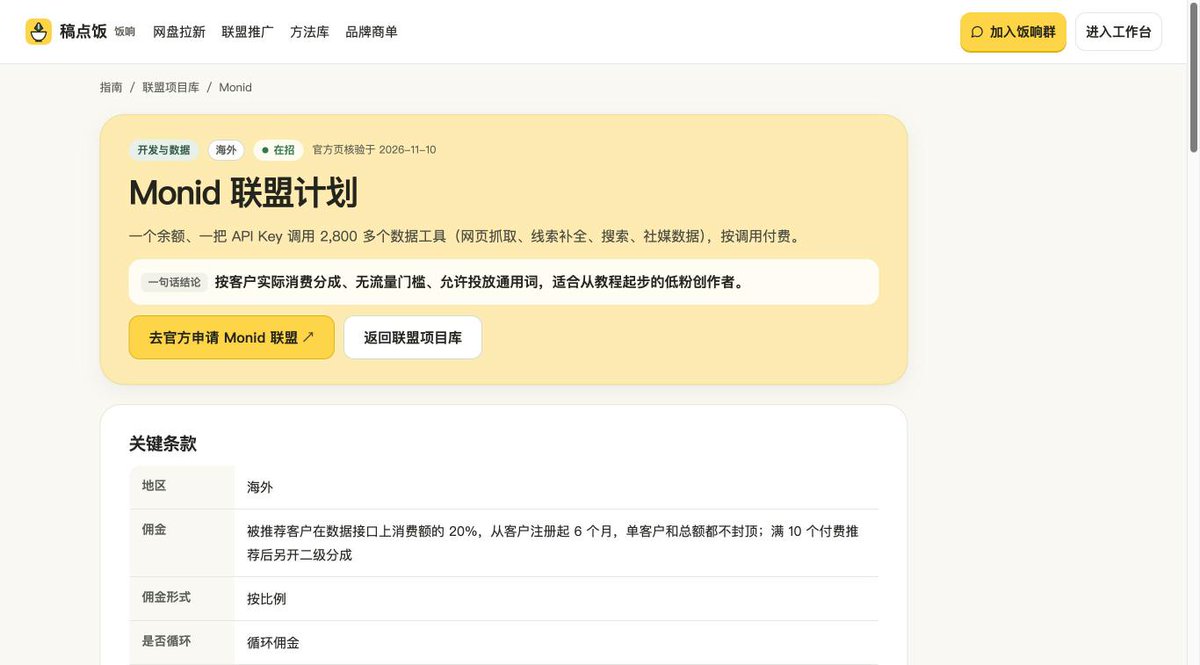 稿点饭 饭响 网盘拉新 联盟推广 方法库 品牌商单 加入饭响群 进入工作台
指南 / 联盟项目库 / Monid
开发与数据 海外 在招 官方页核验于 2026-11-10
Monid 联盟计划
一个余额、一把 API Key 调用 2,800 多个数据工具（网页抓取、线索补全、搜索、社媒数据），按调用付费。
一句话结论 按客户实际消费分成、无流量门槛、允许投放通用词，适合从教程起步的低粉创作者。
去官方申请 Monid 联盟 ↗ 返回联盟项目库
关键条款
地区 海外
佣金 被推荐客户在数据接口上消费额的 20%，从客户注册起 6 个月，单客户和总额都不封顶；满 10 个付费推
荐后另开二级分成
佣金形式 按比例
是否循环 循环佣金